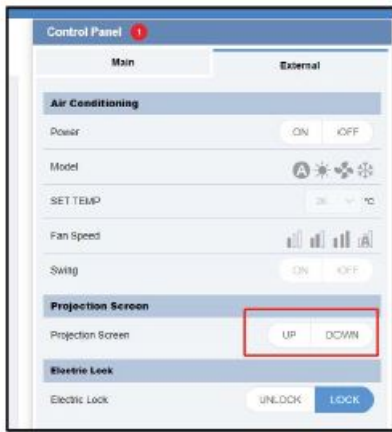 Control Panel 1
Main External
Air Conditioning
Power ON OFF
Model A
SET TEMP 26 °C
Fan Speed A
Swing ON OFF
Projection Screen
Projection Screen UP DOWN
Electric Lock
Electric Lock UNLOCK LOCK